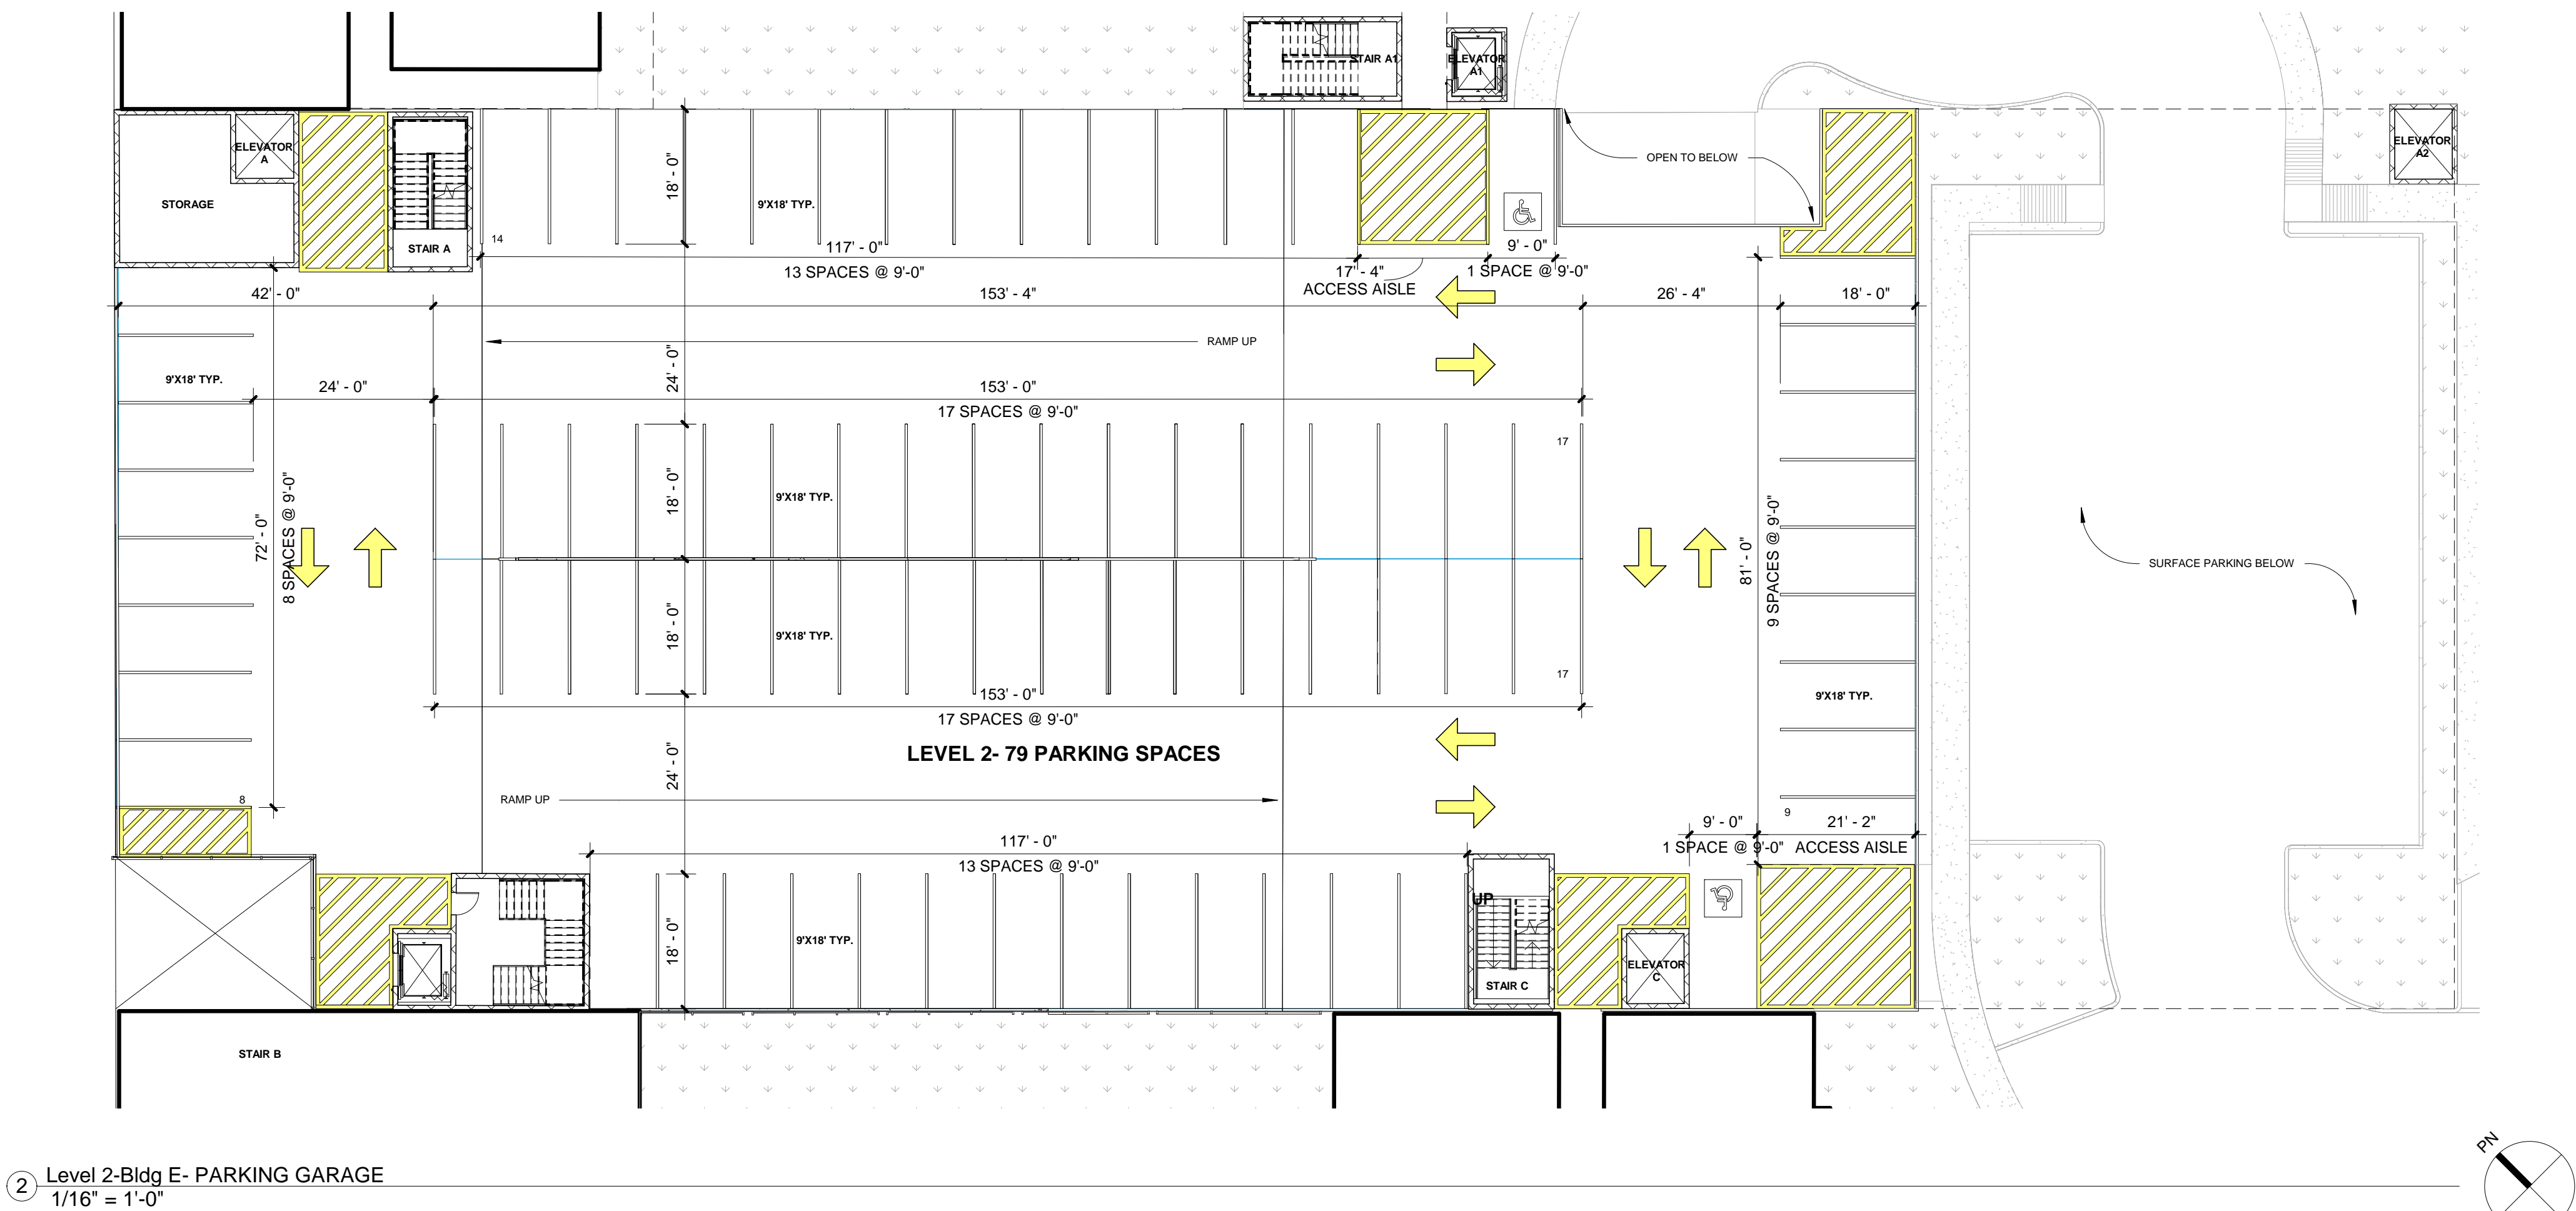 STAIR A1
ELEVATOR
A1
ELEVATOR
A
STORAGE
STAIR A
14
18' - 0"
9'X18' TYP.
117' - 0"
13 SPACES @ 9'-0"
17' - 4"
ACCESS AISLE
9' - 0"
1 SPACE @ 9'-0"
OPEN TO BELOW
ELEVATOR
A2
42' - 0"
153' - 4"
26' - 4"
18' - 0"
RAMP UP
9'X18' TYP.
24' - 0"
24' - 0"
153' - 0"
17 SPACES @ 9'-0"
17
18' - 0"
9'X18' TYP.
72' - 0"
8 SPACES @ 9'-0"
81' - 0"
9 SPACES @ 9'-0"
SURFACE PARKING BELOW
18' - 0"
9'X18' TYP.
17
9'X18' TYP.
153' - 0"
17 SPACES @ 9'-0"
24' - 0"
LEVEL 2- 79 PARKING SPACES
8
RAMP UP
9
9' - 0"
21' - 2"
1 SPACE @ 9'-0"
ACCESS AISLE
117' - 0"
13 SPACES @ 9'-0"
UP
18' - 0"
9'X18' TYP.
ELEVATOR
C
STAIR C
STAIR B
PN
2
Level 2-Bldg E- PARKING GARAGE
1/16" = 1'-0"